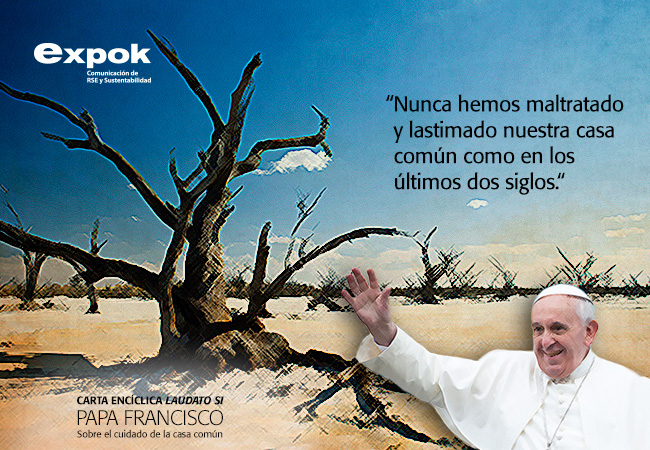 expok
Comunicación de
RSE y Sustentabilidad
“Nunca hemos maltratado
y lastimado nuestra casa
común como en los
últimos dos siglos.“
CARTA ENCÍCLICA LAUDATO SI
PAPA FRANCISCO
Sobre el cuidado de la casa común